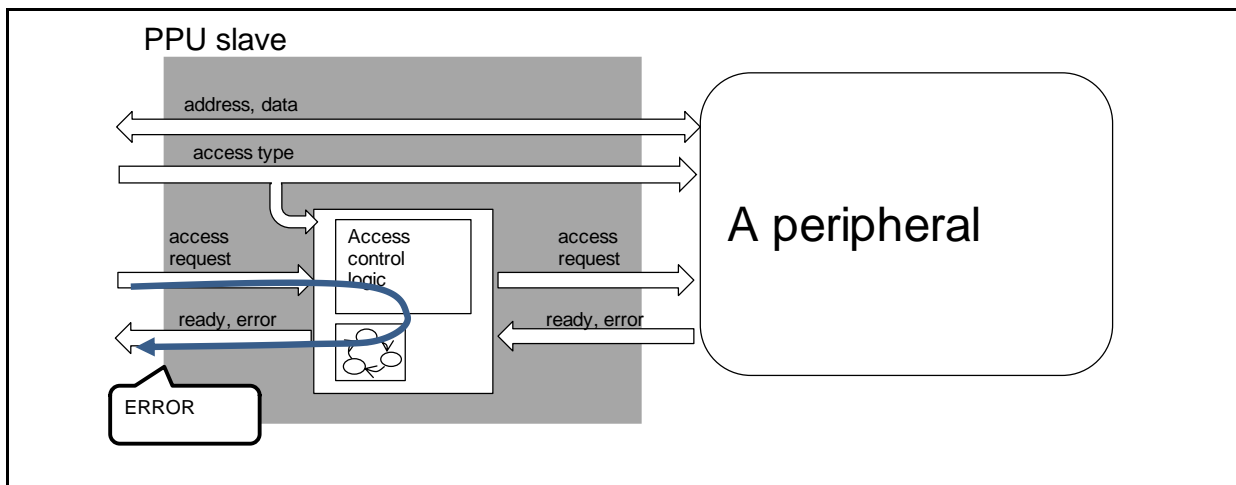 PPU slave
address, data
access type
access
request
Access
control
logic
access
request
A peripheral
ready, error
ready, error
ERROR